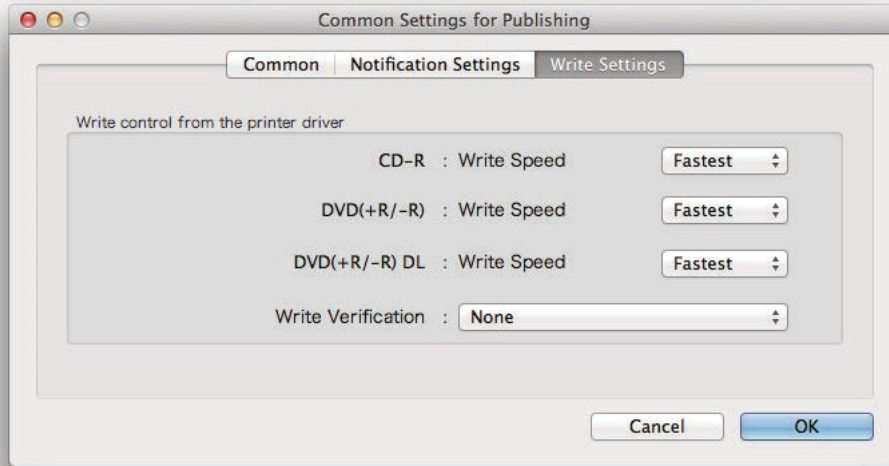 Common Settings for Publishing
Common Notification Settings Write Settings
Write control from the printer driver
CD-R : Write Speed Fastest
DVD(+R/-R) : Write Speed Fastest
DVD(+R/-R) DL : Write Speed Fastest
Write Verification : None
Cancel OK